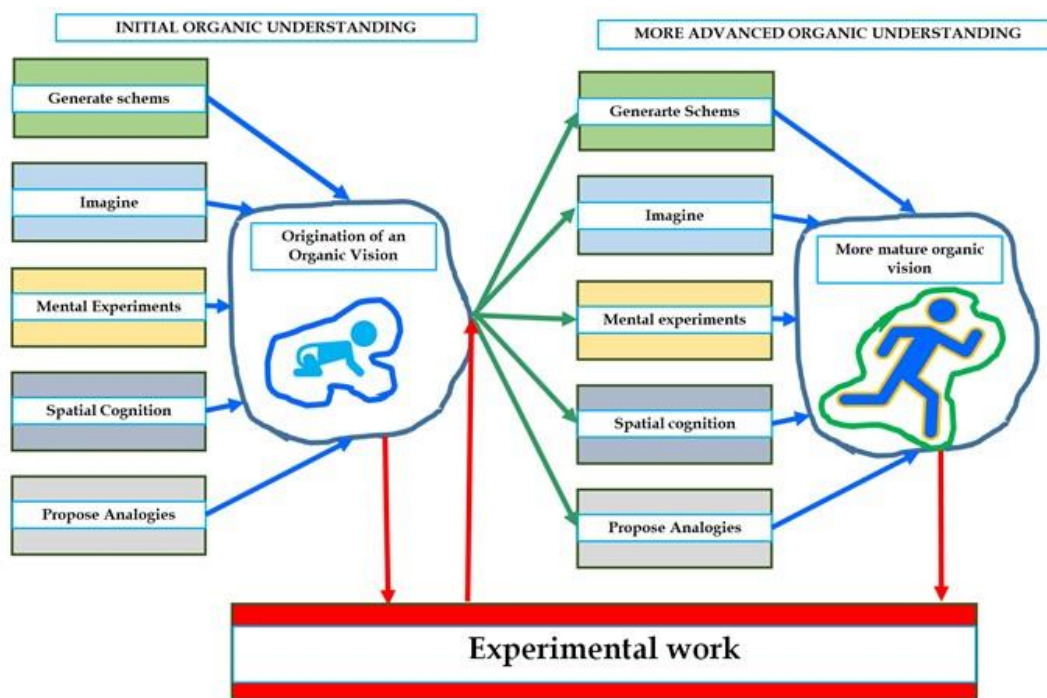 INITIAL ORGANIC UNDERSTANDING
Generate schems
Imagine
Mental Experiments
Spatial Cognition
Propose Analogies
Origination of an
Organic Vision
MORE ADVANCED ORGANIC UNDERSTANDING
Generarte Schems
Imagine
Mental experiments
Spatial cognition
Propose Analogies
More mature organic
vision
Experimental work